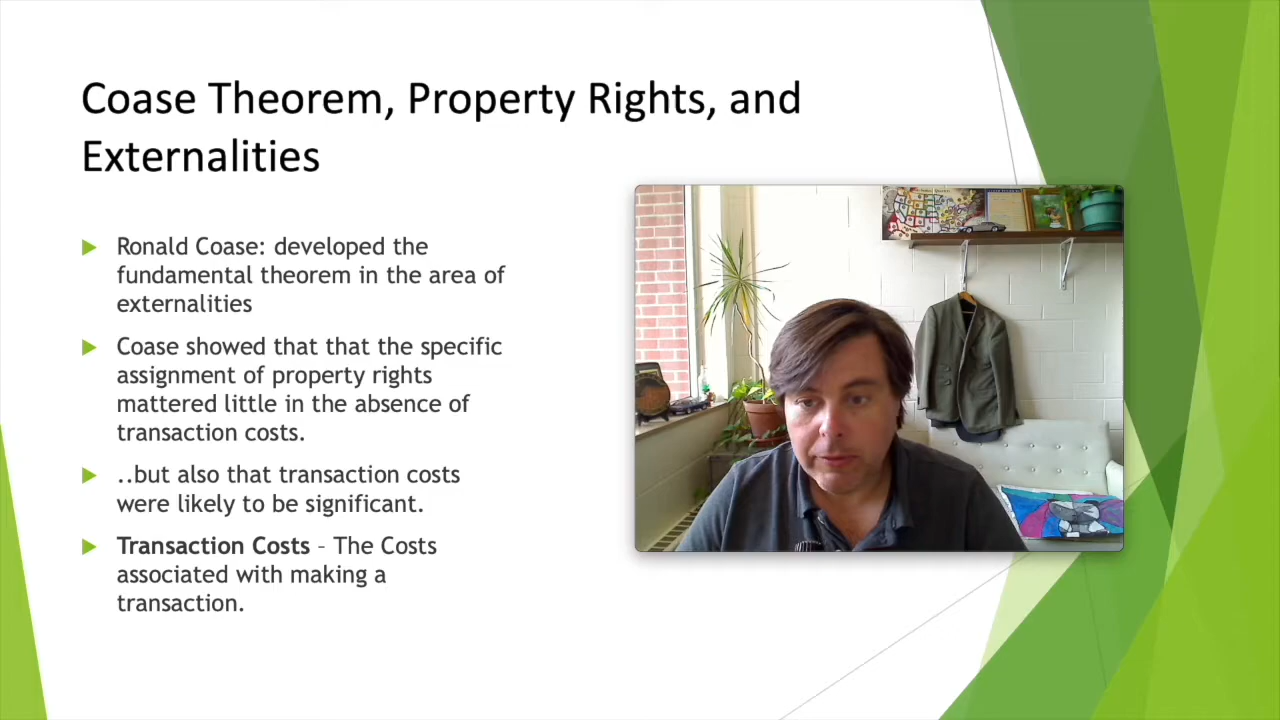 Coase Theorem, Property Rights, and
Externalities
Ronald Coase: developed the
fundamental theorem in the area of
externalities
Coase showed that that the specific
assignment of property rights
mattered little in the absence of
transaction costs.
..but also that transaction costs
were likely to be significant.
Transaction Costs – The Costs
associated with making a
transaction.